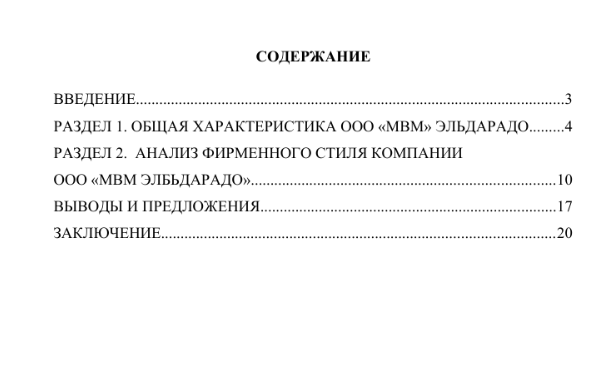 СОДЕРЖАНИЕ
ВВЕДЕНИЕ....................................................................................................3
РАЗДЕЛ 1. ОБЩАЯ ХАРАКТЕРИСТИКА ООО «МВМ» ЭЛЬДАРАДО.........4
РАЗДЕЛ 2. АНАЛИЗ ФИРМЕННОГО СТИЛЯ КОМПАНИИ
ООО «МВМ ЭЛБЬДАРАДО».......................................................................10
ВЫВОДЫ И ПРЕДЛОЖЕНИЯ.....................................................................17
ЗАКЛЮЧЕНИЕ............................................................................................20